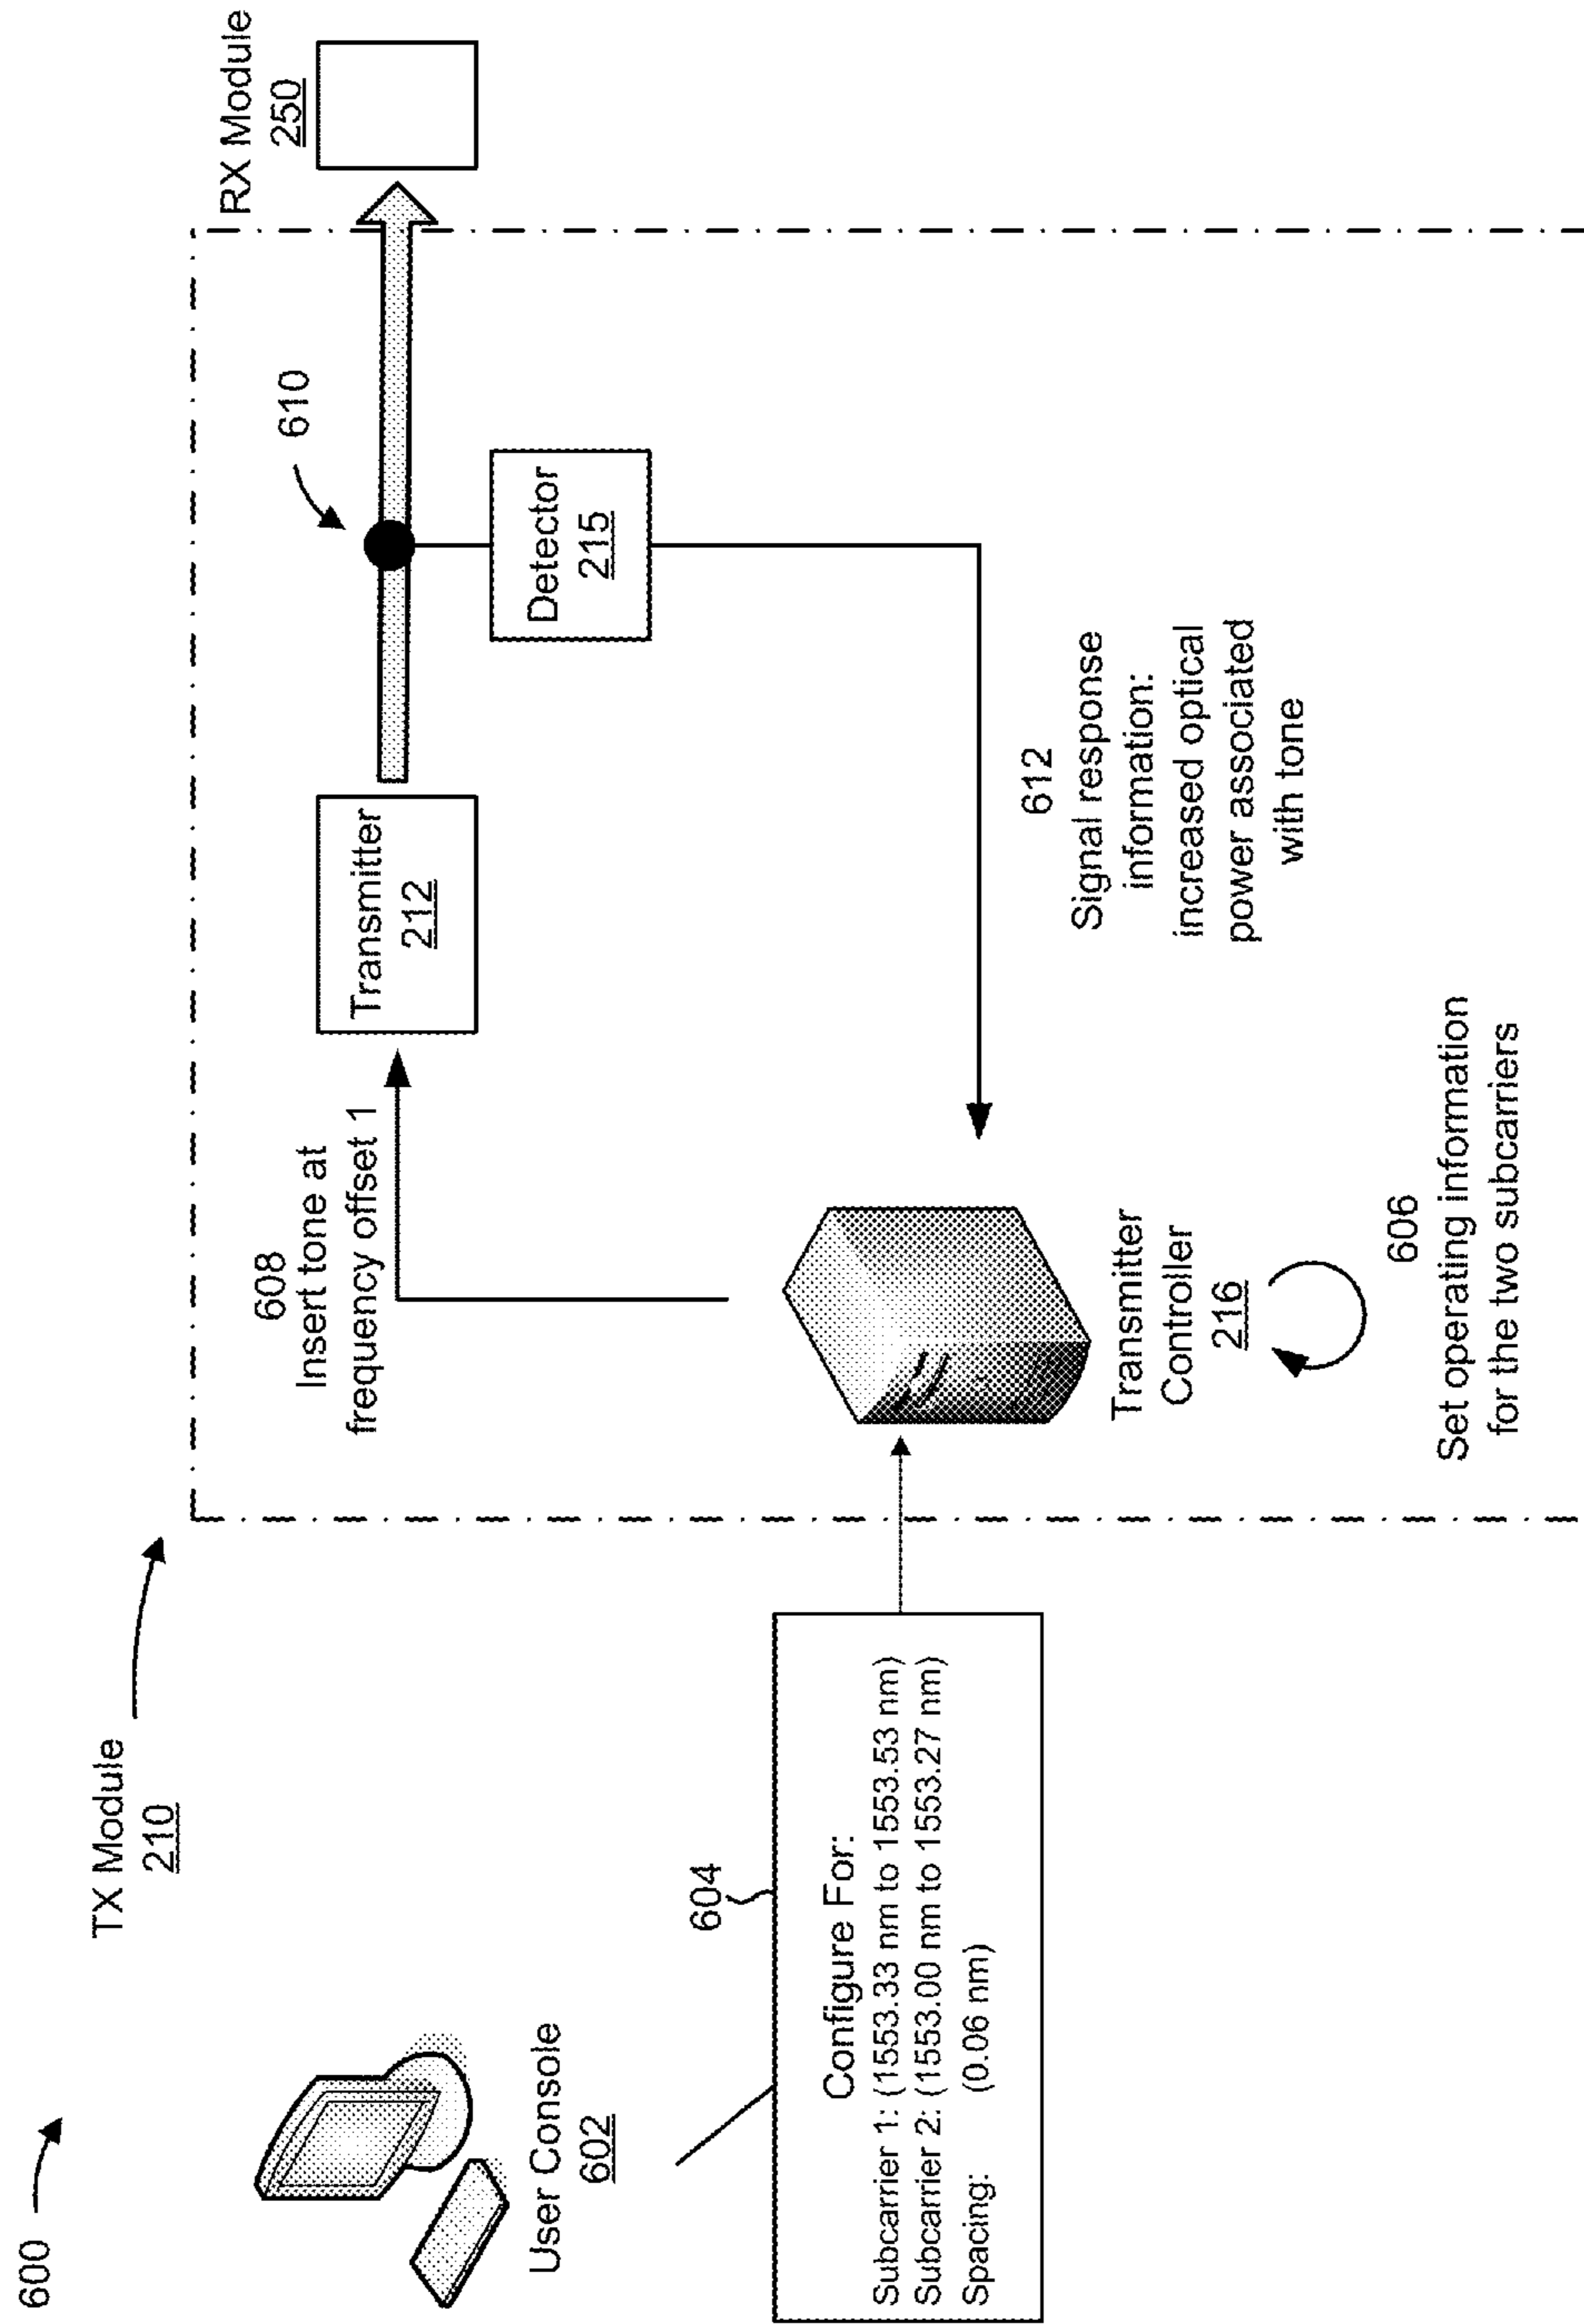 600
TX Module
210
RX Module
250
User Console
602
604
Configure For:
Subcarrier 1: (1553.33 nm to 1553.53 nm)
Subcarrier 2: (1553.00 nm to 1553.27 nm)
Spacing: (0.06 nm)
608
Insert tone at
frequency offset 1
Transmitter
212
610
Detector
215
Transmitter
Controller
216
612
Signal response
information:
increased optical
power associated
with tone
606
Set operating information
for the two subcarriers